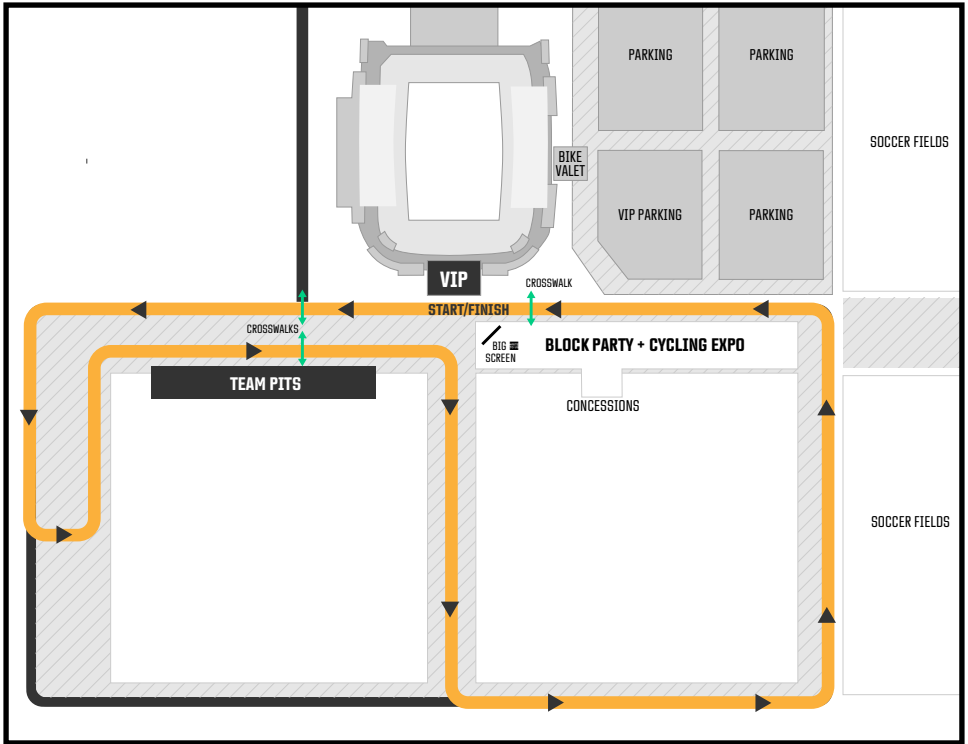 PARKING
PARKING
SOCCER FIELDS
BIKE
VALET
VIP PARKING
PARKING
VIP
CROSSWALK
START/FINISH
CROSSWALKS
BIG
SCREEN
BLOCK PARTY + CYCLING EXPO
TEAM PITS
CONCESSIONS
SOCCER FIELDS